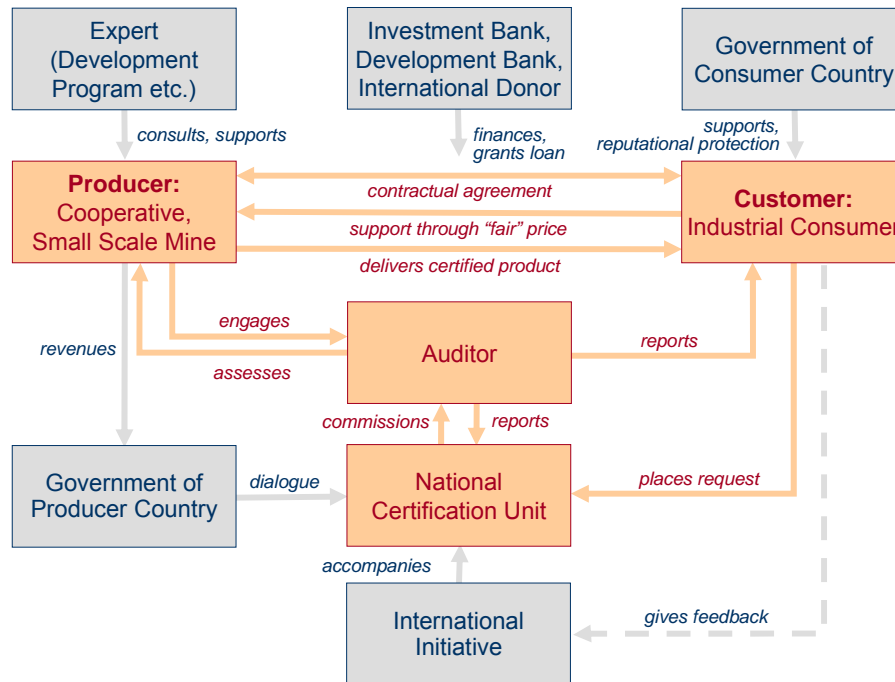 Expert
(Development
Program etc.)
Investment Bank,
Development Bank,
International Donor
Government of
Consumer Country
consults, supports
finances,
grants loan
supports,
reputational protection
Producer:
Cooperative,
Small Scale Mine
contractual agreement
support through “fair” price
delivers certified product
Customer:
Industrial Consumer
engages
assesses
revenues
Auditor
reports
commissions
reports
Government of
Producer Country
dialogue
National
Certification Unit
places request
accompanies
International
Initiative
gives feedback